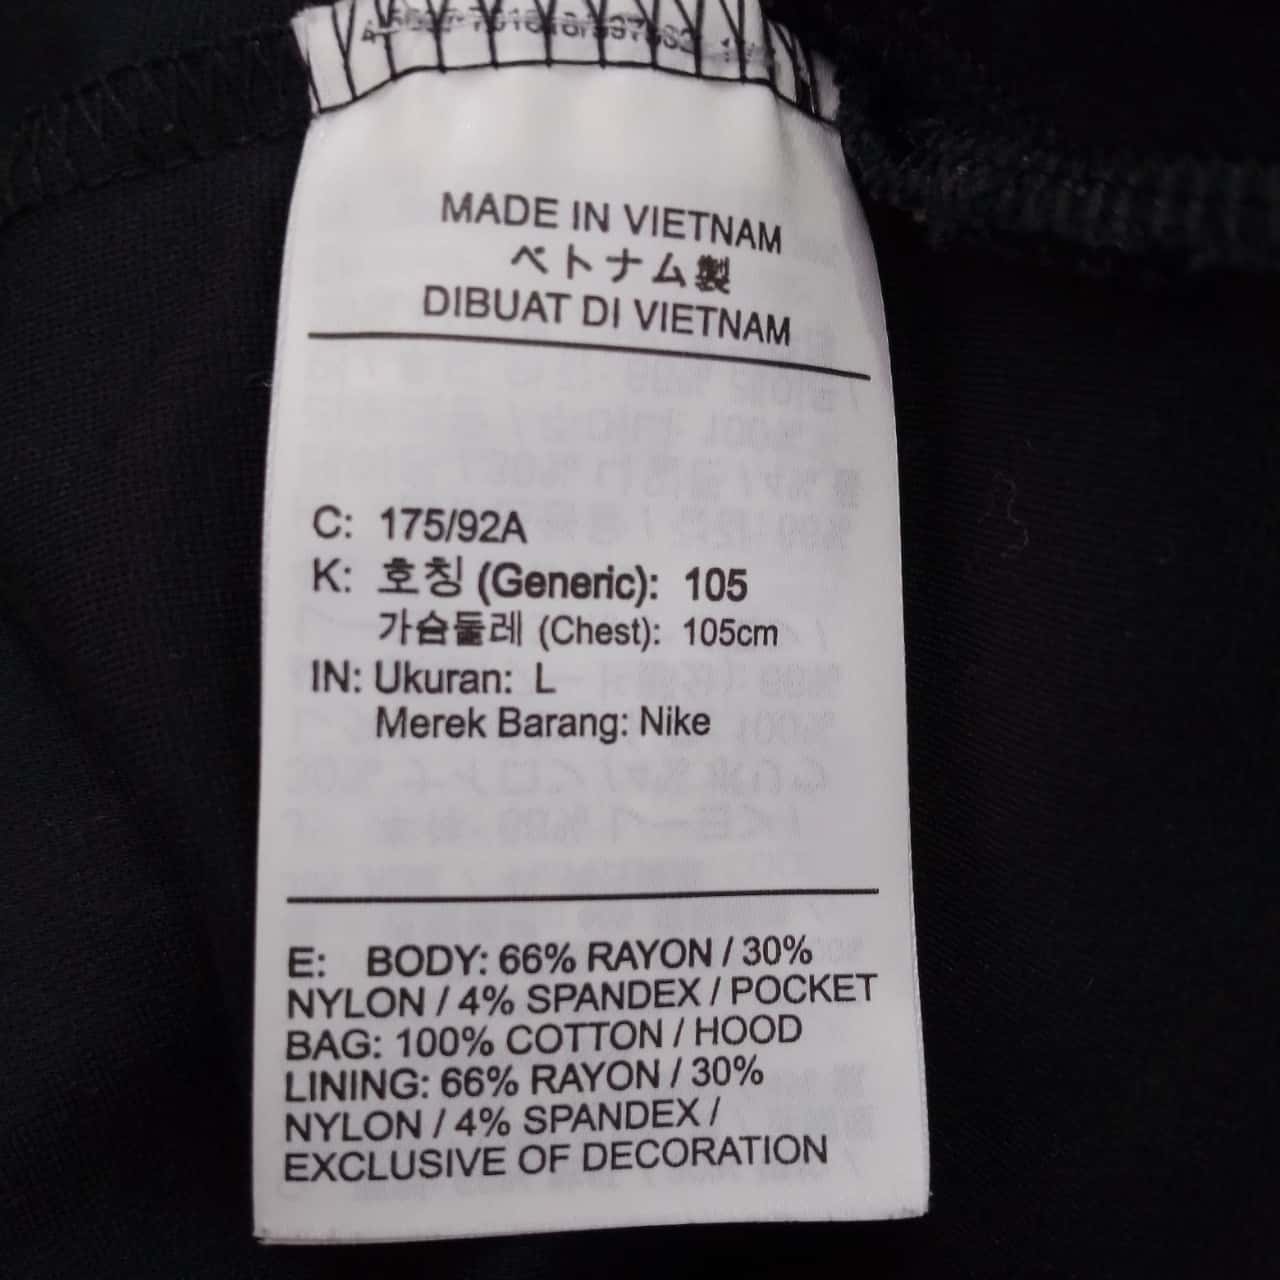 MADE IN VIETNAM
ベトナム製
DIBUAT DI VIETNAM
C: 175/92A
K: 호칭 (Generic): 105
가슴둘레 (Chest): 105cm
IN: Ukuran: L
Merek Barang: Nike
E: BODY: 66% RAYON / 30%
NYLON / 4% SPANDEX / POCKET
BAG: 100% COTTON / HOOD
LINING: 66% RAYON / 30%
NYLON / 4% SPANDEX /
EXCLUSIVE OF DECORATION